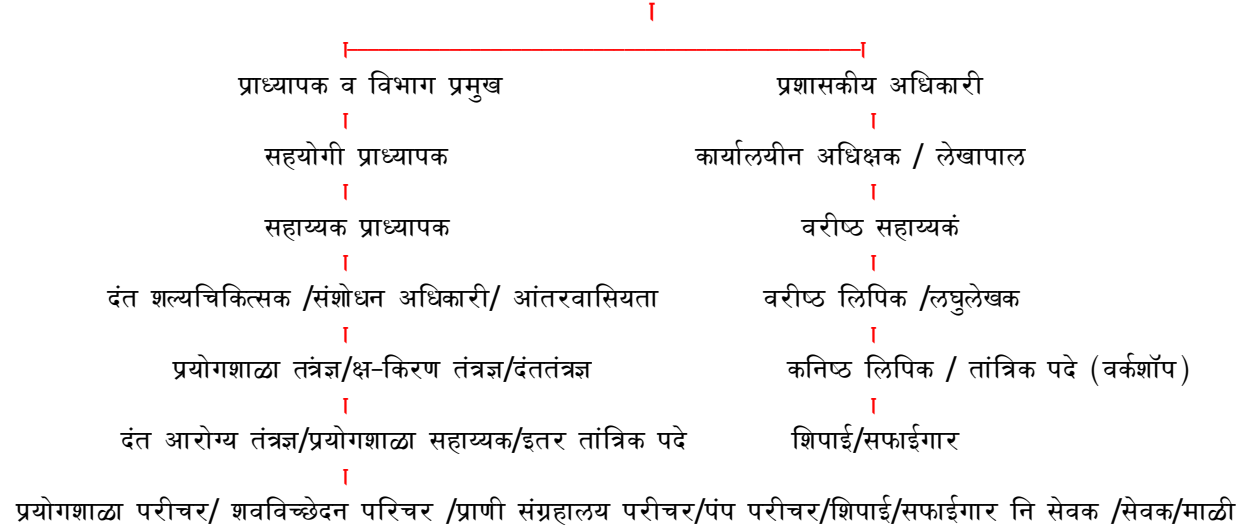 प्राध्यापक व विभाग प्रमुख प्रशासकीय अधिकारी
सहयोगी प्राध्यापक कार्यालयीन अधिक्षक / लेखापाल
सहाय्यक प्राध्यापक वरीष्ठ सहाय्यकं
दंत शल्यचिकित्सक /संशोधन अधिकारी/ आंतरवासियता वरीष्ठ लिपिक /लघुलेखक
प्रयोगशाळा तंत्रज्ञ/क्ष-किरण तंत्रज्ञ/दंततंत्रज्ञ कनिष्ठ लिपिक / तांत्रिक पदे (वर्कशॉप)
दंत आरोग्य तंत्रज्ञ/प्रयोगशाळा सहाय्यक/इतर तांत्रिक पदे शिपाई/सफाईगार
प्रयोगशाळा परीचर/ शवविच्छेदन परिचर /प्राणी संग्रहालय परीचर/पंप परीचर/शिपाई/सफाईगार नि सेवक /सेवक/माळी